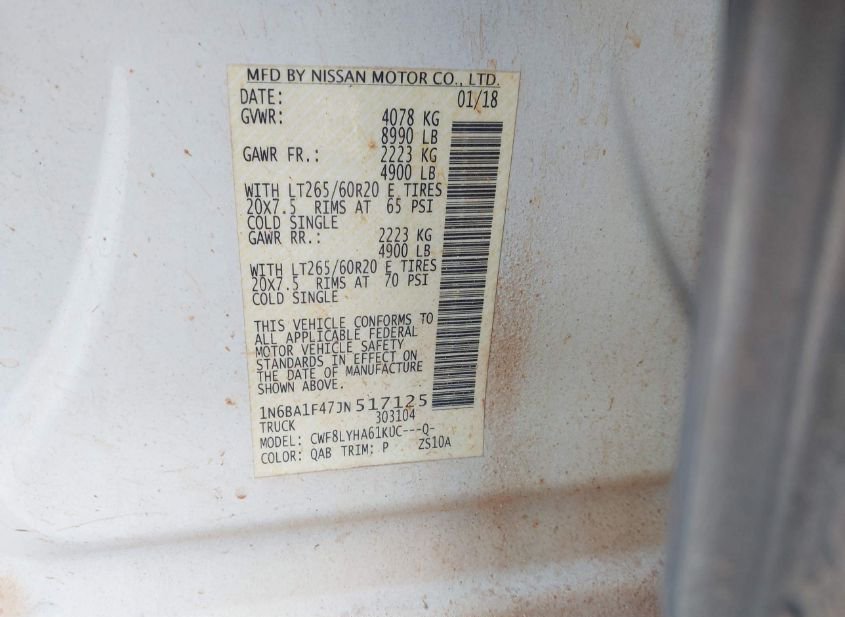 MFD BY NISSAN MOTOR CO., LTD.
DATE: 01/18
GVWR: 4078 KG
8990 LB
GAWR FR.: 2223 KG
4900 LB
WITH LT265/60R20 E TIRES
20X7.5 RIMS AT 65 PSI
COLD SINGLE
GAWR RR.: 2223 KG
4900 LB
WITH LT265/60R20 E TIRES
20X7.5 RIMS AT 70 PSI
COLD SINGLE
THIS VEHICLE CONFORMS TO
ALL APPLICABLE FEDERAL
MOTOR VEHICLE SAFETY
STANDARDS IN EFFECT ON
THE DATE OF MANUFACTURE
SHOWN ABOVE.
1N6BA1F47JN517125
TRUCK 303104
MODEL: CWF8LYHA61KUC---Q-
COLOR: QAB TRIM: P ZS10A